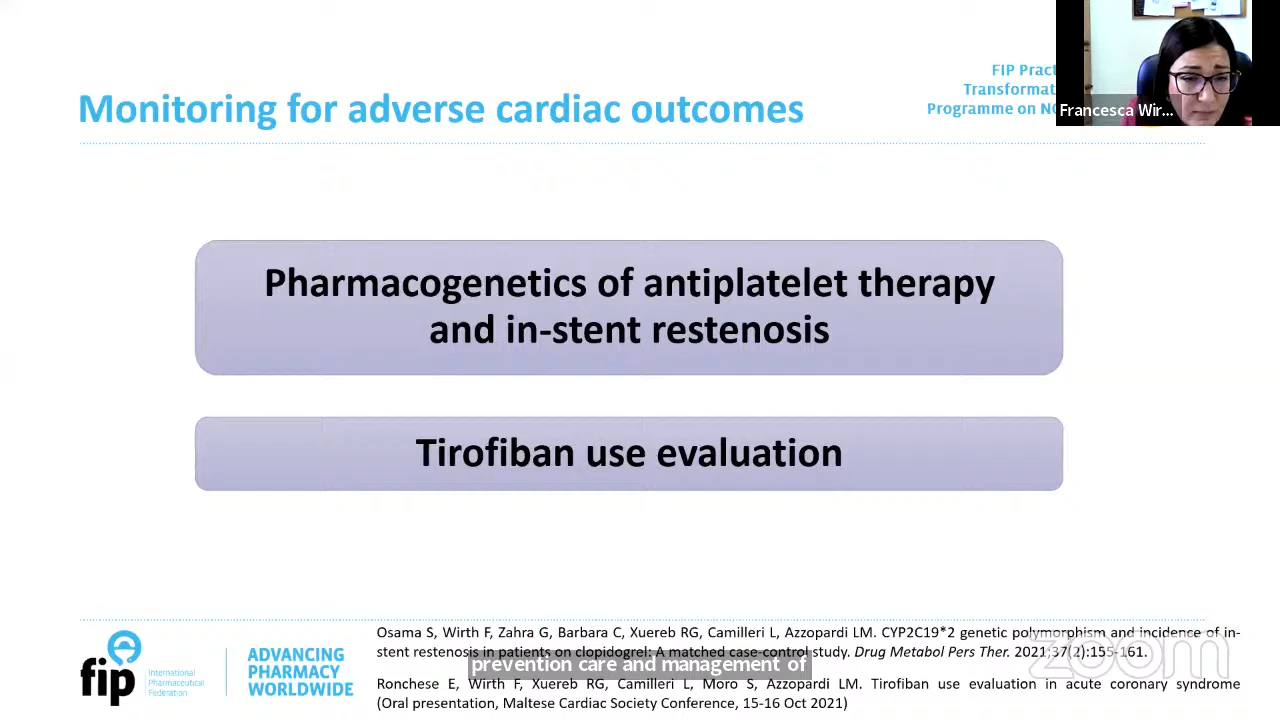 FIP Pract
Transformat
Programme on NC
Monitoring for adverse cardiac outcomes
Francesca Wir...
Pharmacogenetics of antiplatelet therapy
and in-stent restenosis
Tirofiban use evaluation
fip
International
Pharmaceutical
Federation
ADVANCING
PHARMACY
WORLDWIDE
Osama S, Wirth F, Zahra G, Barbara C, Xuereb RG, Camilleri L, Azzopardi LM. CYP2C19*2 genetic polymorphism and incidence of in-
stent restenosis in patients on clopidogrel: A matched case-control study. Drug Metabol Pers Ther. 2021;37(2):155-161.
prevention care and management of
Ronchese E, Wirth F, Xuereb RG, Camilleri L, Moro S, Azzopardi LM. Tirofiban use evaluation in acute coronary syndrome
(Oral presentation, Maltese Cardiac Society Conference, 15-16 Oct 2021)
zoom